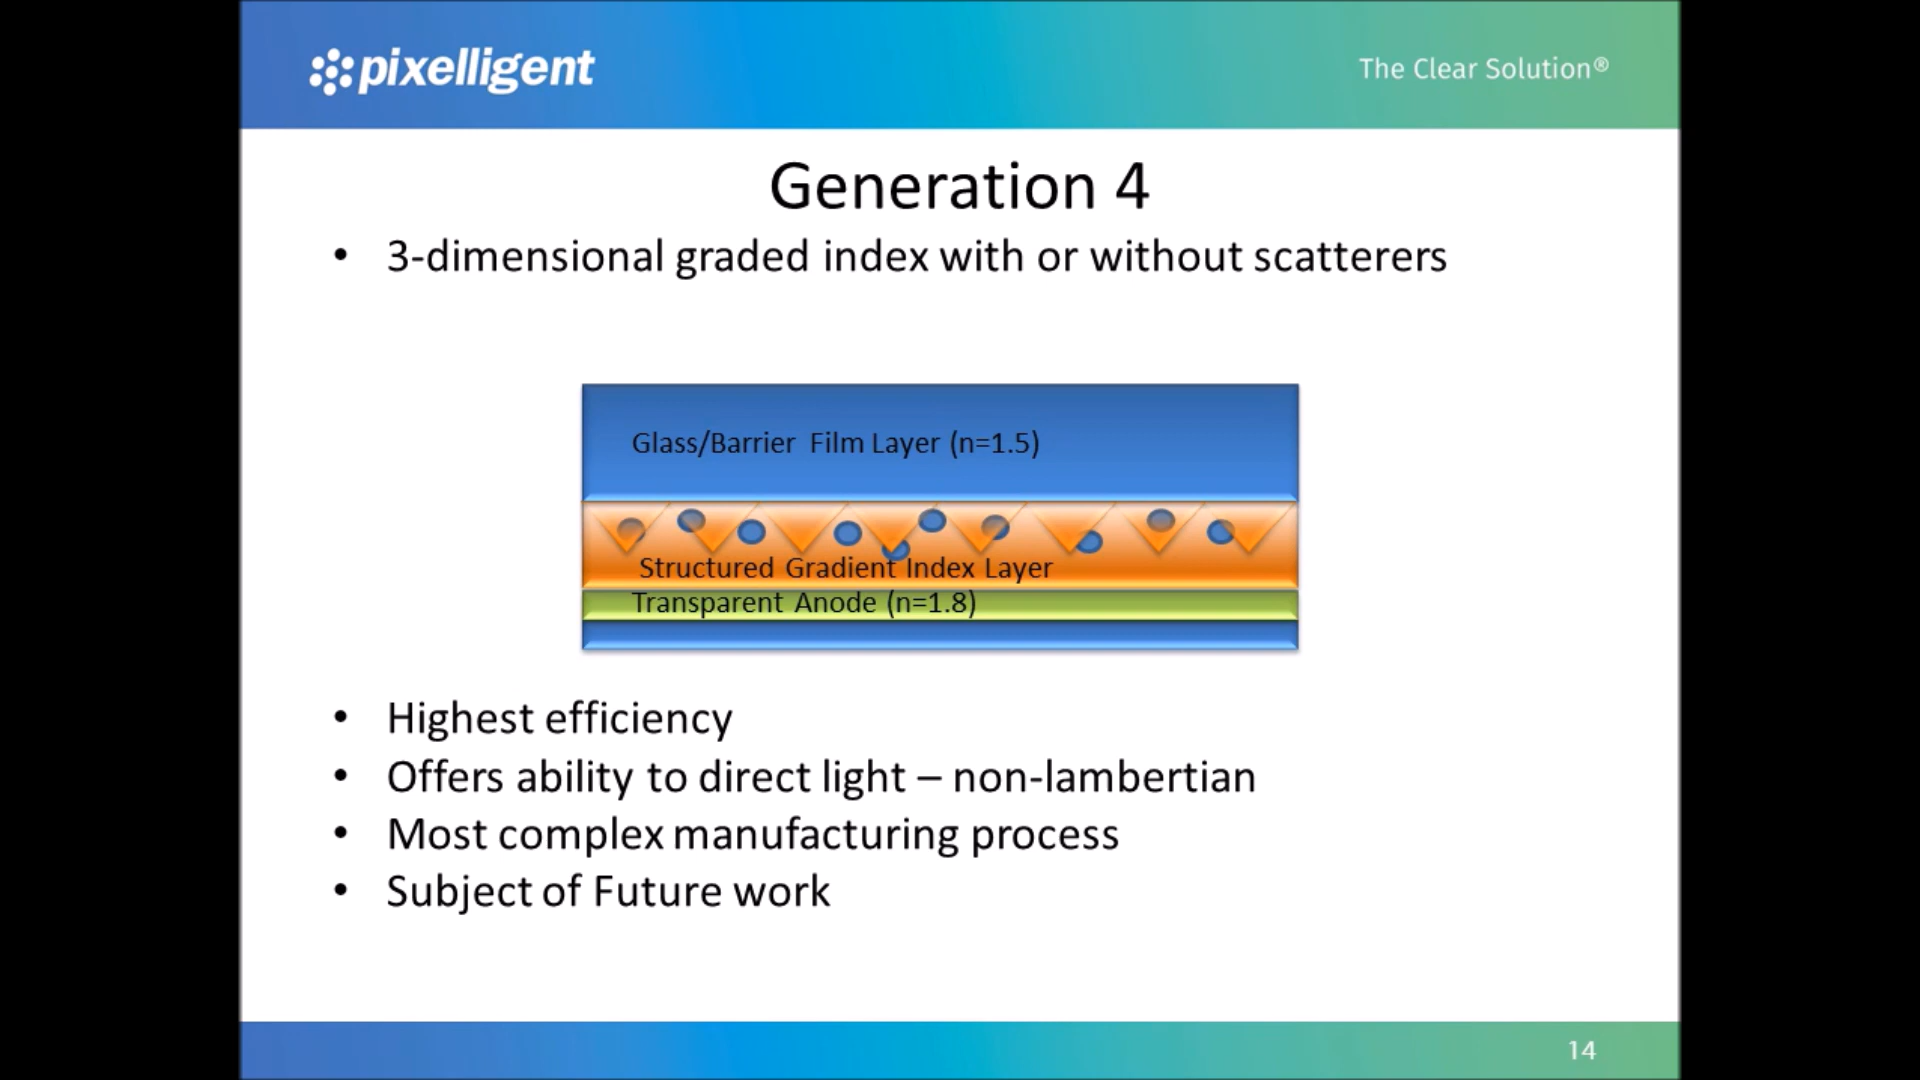 pixelligent
The Clear Solution®
Generation 4
• 3-dimensional graded index with or without scatterers
Glass/Barrier Film Layer (n=1.5)
Structured Gradient Index Layer
Transparent Anode (n=1.8)
• Highest efficiency
• Offers ability to direct light – non-lambertian
• Most complex manufacturing process
• Subject of Future work
14